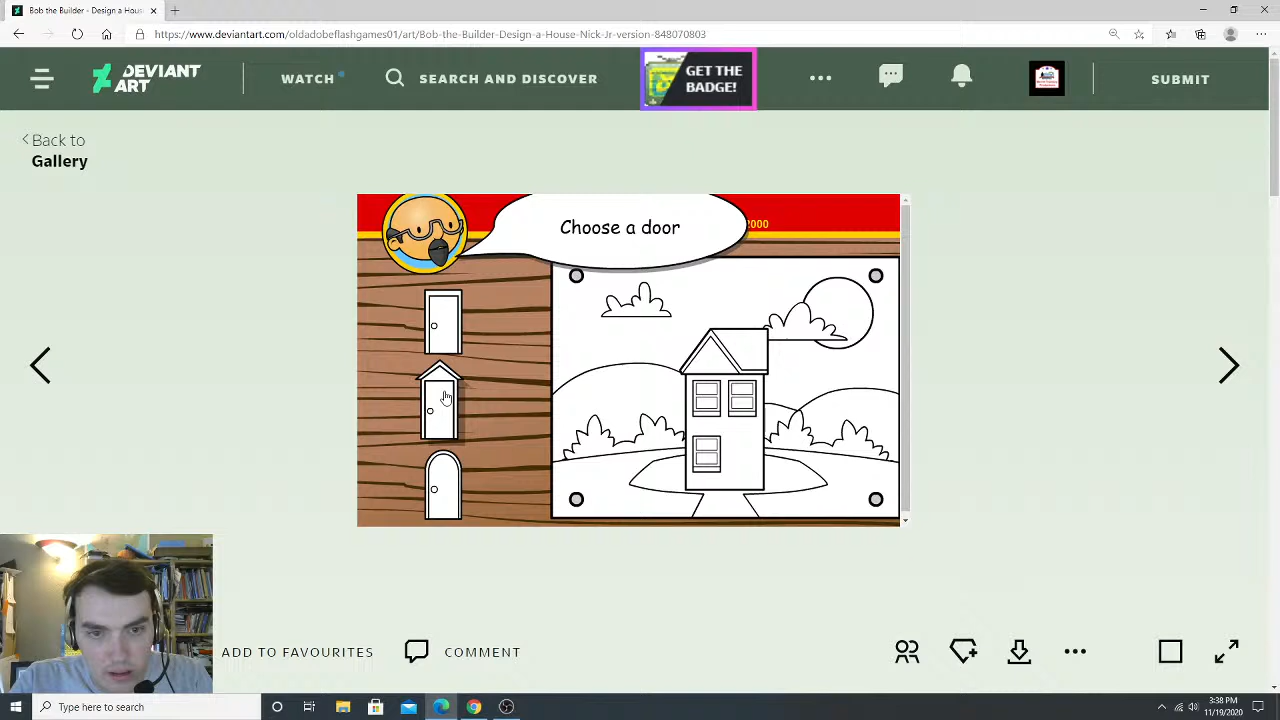 Bob the Builder - Design a Hous
https://www.deviantart.com/oldadobeflashgames01/art/Bob-the-Builder-Design-a-House-Nick-Jr-version-848070803
DEVIANT ART
WATCH
SEARCH AND DISCOVER
GET THE BADGE!
SUBMIT
Back to
Gallery
Choose a door
2000
ADD TO FAVOURITES
COMMENT
Type here to search
3:38 PM
11/19/2020